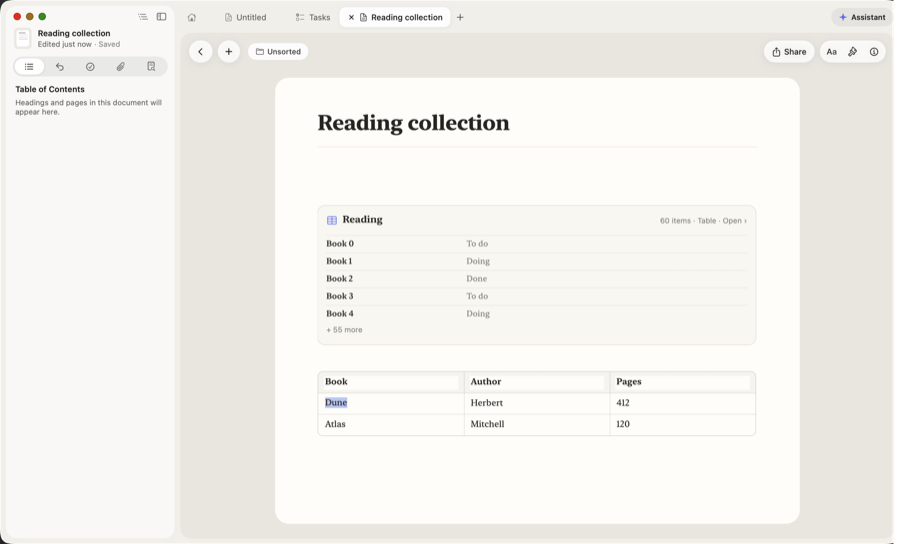 Reading collection
Edited just now · Saved
Table of Contents
Headings and pages in this document will
appear here.
Untitled
Tasks
Reading collection
Assistant
Unsorted
Share
Aa
Reading collection
Reading
60 items · Table · Open ›
Book 0 To do
Book 1 Doing
Book 2 Done
Book 3 To do
Book 4 Doing
+ 55 more
Book Author Pages
Dune Herbert 412
Atlas Mitchell 120